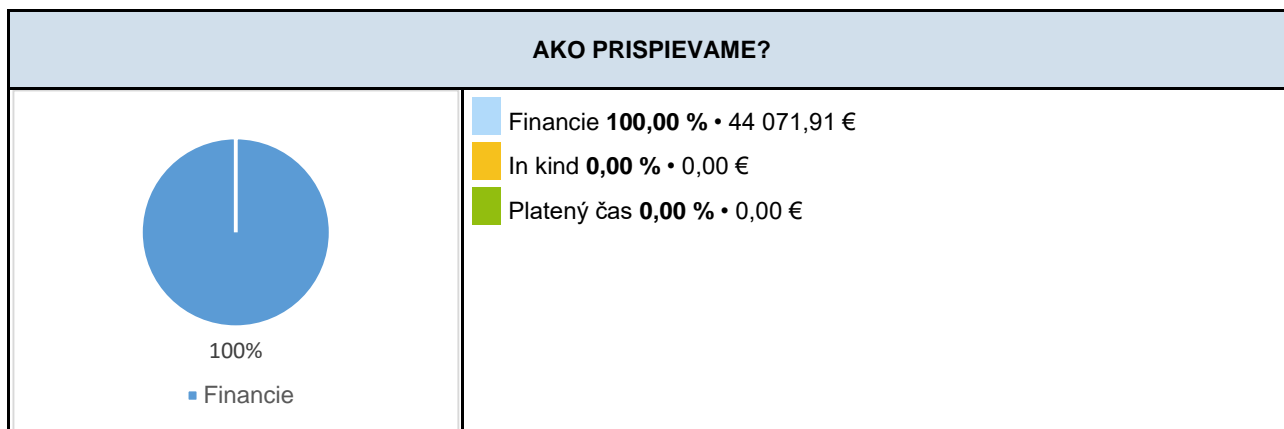 AKO PRISPIEVAME?
100%
Financie
Financie 100,00 % • 44 071,91 €
In kind 0,00 % • 0,00 €
Platený čas 0,00 % • 0,00 €